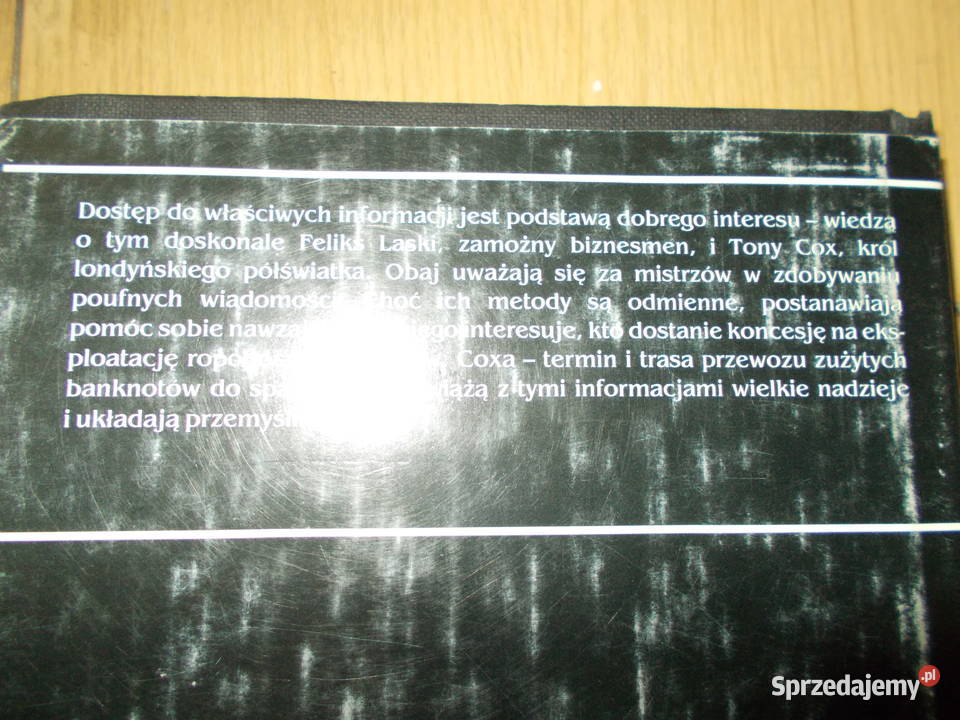 Dostęp do właściwych informacji jest podstawą dobrego interesu – wiedzą
o tym doskonale Feliks Laski, zamożny biznesmen, i Tony Cox, król
londyńskiego półświatka. Obaj uważają się za mistrzów w zdobywaniu
poufnych wiadomości. Choć ich metody są odmienne, postanawiają
pomóc sobie interesuje, kto dostanie koncesję na eks-
ploatację Coxa – termin i trasa przewozu zużytych
banknotów do z tymi informacjami wielkie nadzieje
i układają
Sprzedajemy.pl